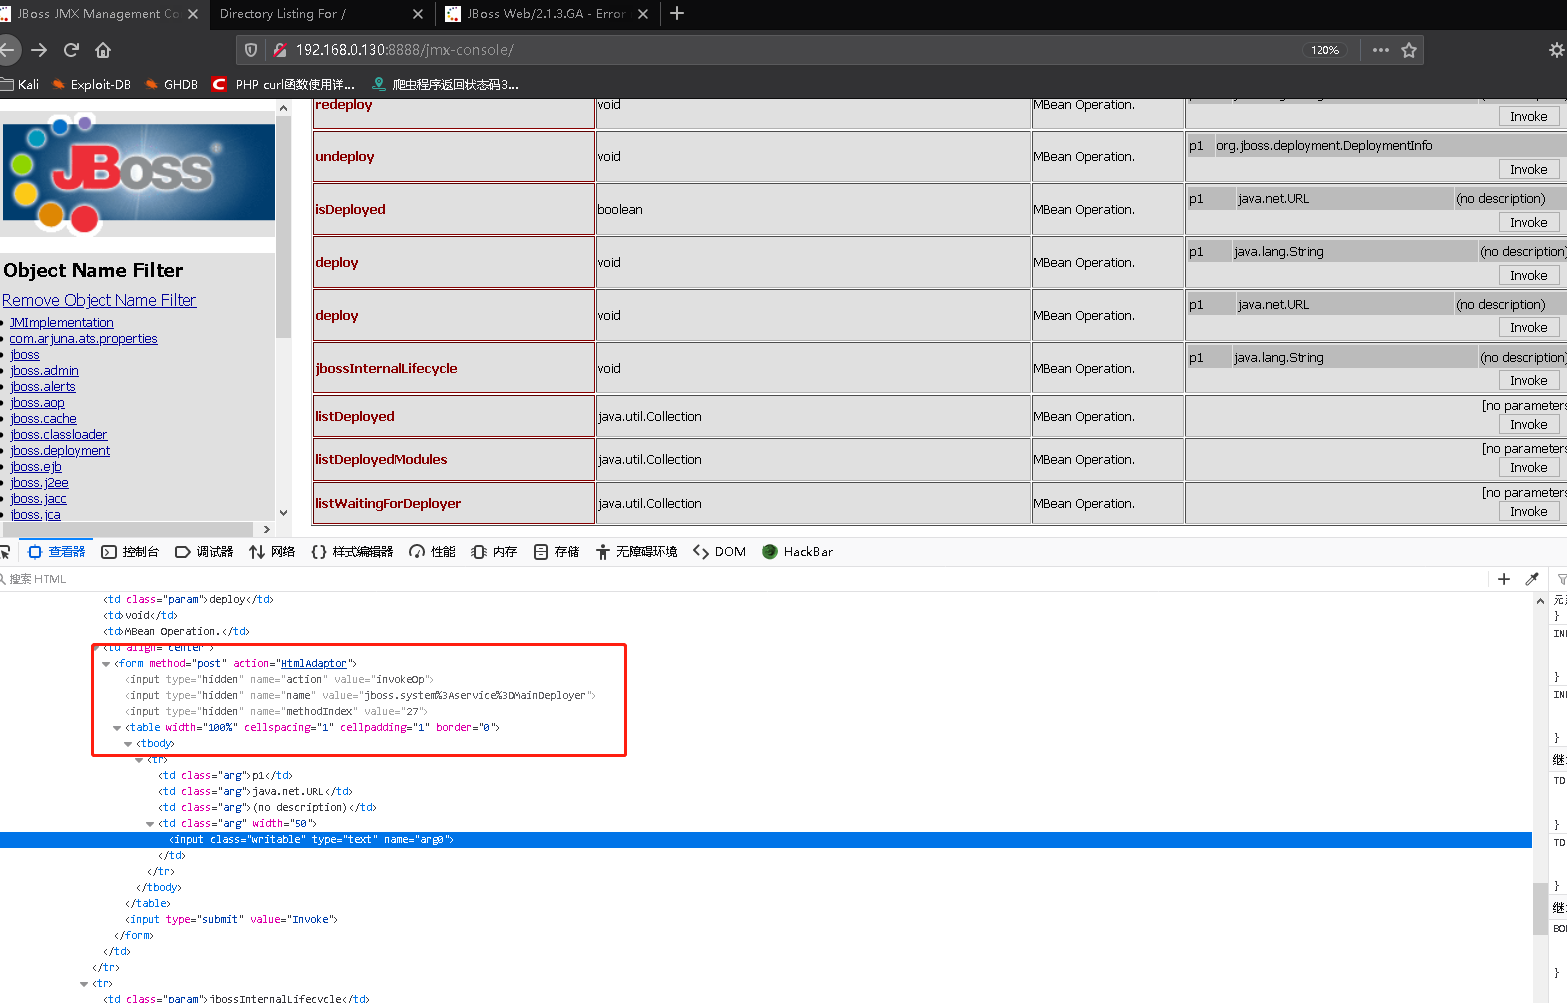 JBoss JMX Management Co
Directory Listing For /
JBoss Web/2.1.3.GA - Error
192.168.0.130:8888/jmx-console/
120%
Kali
Exploit-DB
GHDB
PHP curl函数使用详...
爬虫程序返回状态码3...
JBoss
Object Name Filter
Remove Object Name Filter
JMImplementation
com.arjuna.ats.properties
jboss
jboss.admin
jboss.alerts
jboss.aop
jboss.cache
jboss.classloader
jboss.deployment
jboss.ejb
jboss.j2ee
jboss.jacc
jboss.jca
redeploy void MBean Operation.
Invoke
undeploy void MBean Operation. p1 org.jboss.deployment.DeploymentInfo
Invoke
isDeployed boolean MBean Operation. p1 java.net.URL (no description)
Invoke
deploy void MBean Operation. p1 java.lang.String (no description)
Invoke
deploy void MBean Operation. p1 java.net.URL (no description)
Invoke
jbossInternalLifecycle void MBean Operation. p1 java.lang.String (no description)
Invoke
listDeployed java.util.Collection MBean Operation. [no parameters
Invoke
listDeployedModules java.util.Collection MBean Operation. [no parameters
Invoke
listWaitingForDeployer java.util.Collection MBean Operation. [no parameters
Invoke
查看器 控制台 调试器 网络 样式编辑器 性能 内存 存储 无障碍环境 DOM HackBar
搜索 HTML
<td class="param">deploy</td>
<td>void</td>
<td>MBean Operation.</td>
<td align="center">
<form method="post" action="HtmlAdaptor">
<input type="hidden" name="action" value="invokeOp">
<input type="hidden" name="name" value="jboss.system%3Aservice%3DMainDeployer">
<input type="hidden" name="methodIndex" value="27">
<table width="100%" cellspacing="1" cellpadding="1" border="0">
<tbody>
<tr>
<td class="arg">p1</td>
<td class="arg">java.net.URL</td>
<td class="arg">(no description)</td>
<td class="arg" width="50">
<input class="writable" type="text" name="arg0">
</td>
</tr>
</tbody>
</table>
<input type="submit" value="Invoke">
</form>
</td>
</tr>
<tr>
<td class="param">jbossInternalLifecycle</td>
}
}
}
TD
}
TD
}
}